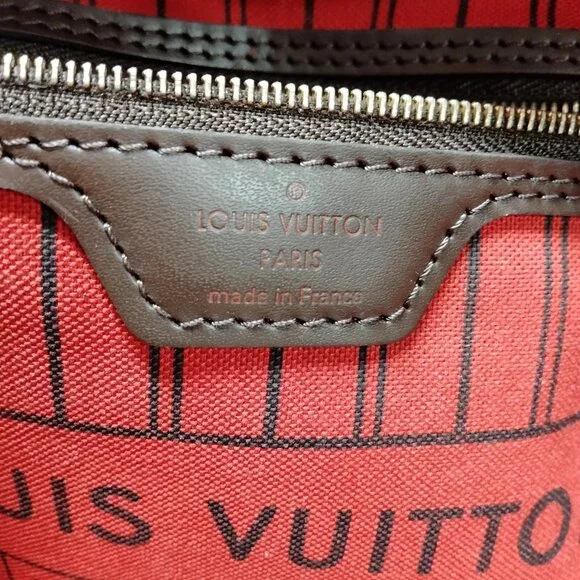 ®
LOUIS VUITTON
PARIS
made in France
UIS VUITTO